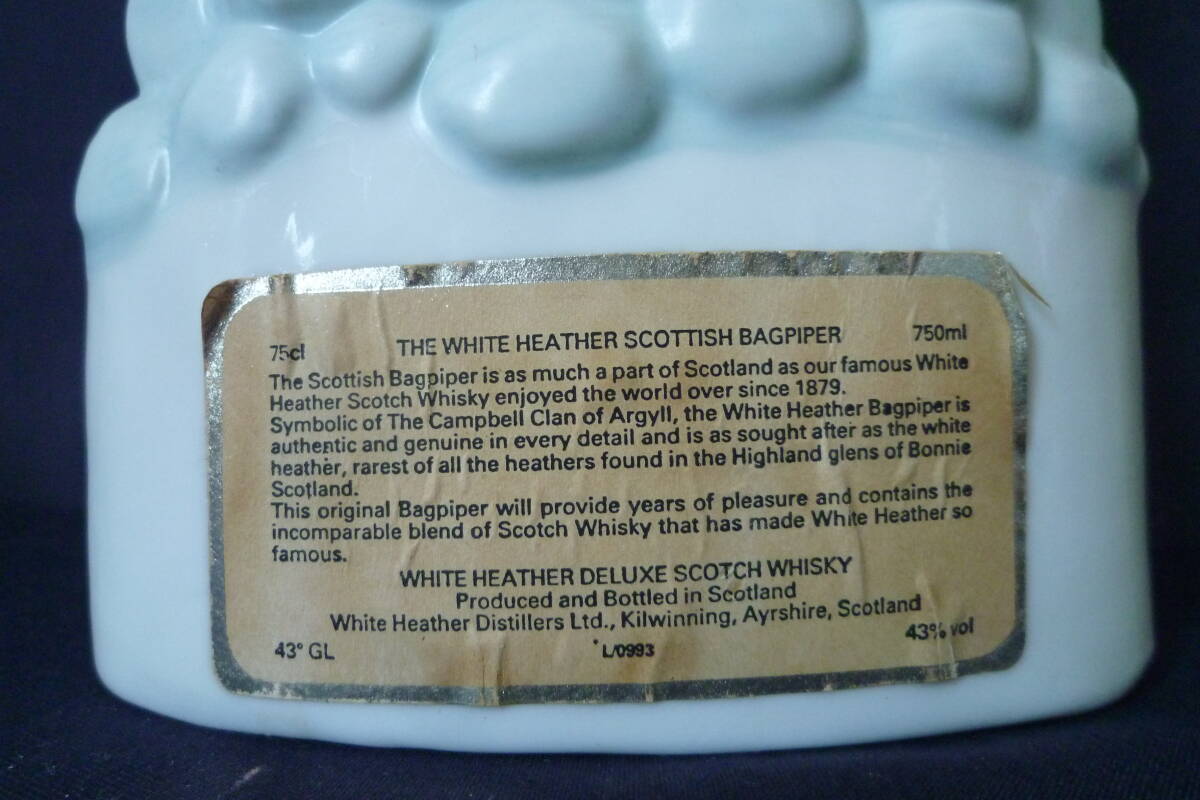 75cl THE WHITE HEATHER SCOTTISH BAGPIPER 750ml
The Scottish Bagpiper is as much a part of Scotland as our famous White
Heather Scotch Whisky enjoyed the world over since 1879.
Symbolic of The Campbell Clan of Argyll, the White Heather Bagpiper is
authentic and genuine in every detail and is as sought after as the white
heather, rarest of all the heathers found in the Highland glens of Bonnie
Scotland.
This original Bagpiper will provide years of pleasure and contains the
incomparable blend of Scotch Whisky that has made White Heather so
famous.
WHITE HEATHER DELUXE SCOTCH WHISKY
Produced and Bottled in Scotland
White Heather Distillers Ltd., Kilwinning, Ayrshire, Scotland
43° GL L/0993 43% vol